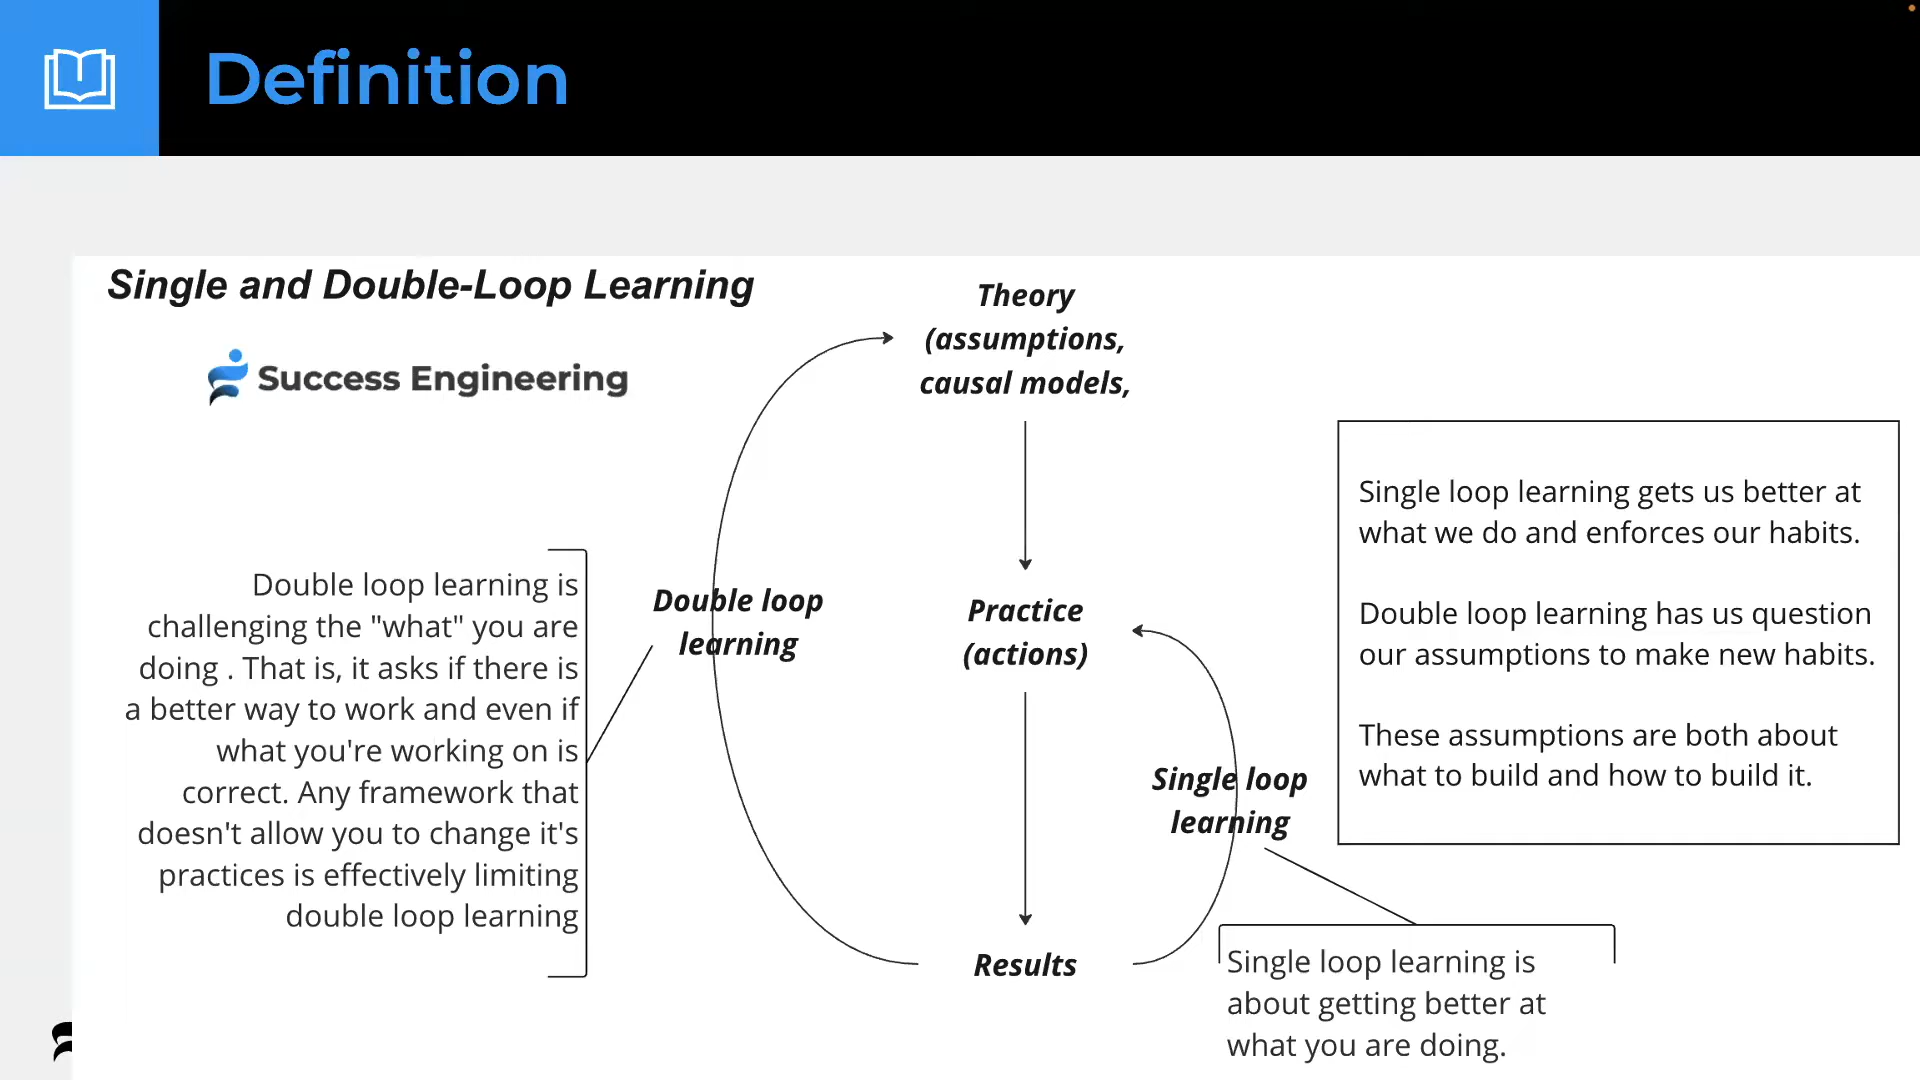 Definition
Single and Double-Loop Learning
Success Engineering
Theory
(assumptions,
causal models,
Double loop learning is
challenging the "what" you are
doing . That is, it asks if there is
a better way to work and even if
what you're working on is
correct. Any framework that
doesn't allow you to change it's
practices is effectively limiting
double loop learning
Double loop
learning
Practice
(actions)
Single loop
learning
Results
Single loop learning gets us better at
what we do and enforces our habits.
Double loop learning has us question
our assumptions to make new habits.
These assumptions are both about
what to build and how to build it.
Single loop learning is
about getting better at
what you are doing.